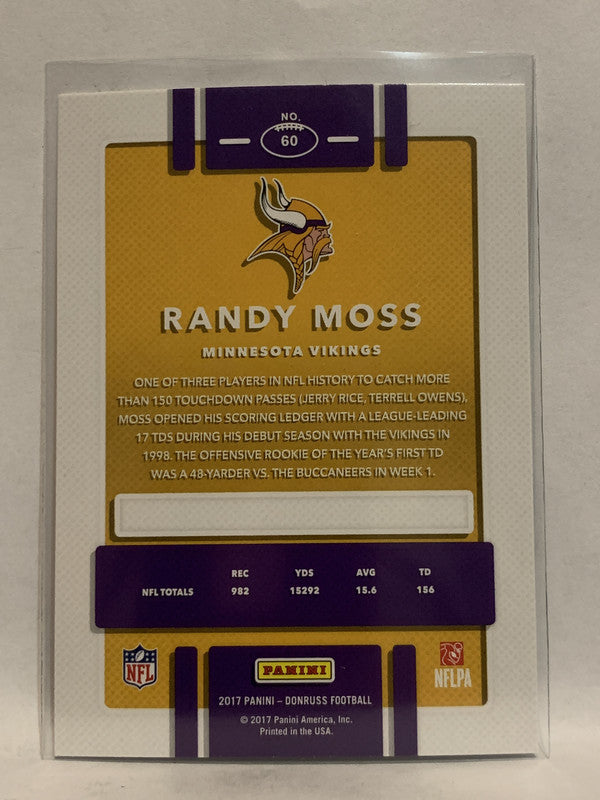 NO.
60
RANDY MOSS
MINNESOTA VIKINGS
ONE OF THREE PLAYERS IN NFL HISTORY TO CATCH MORE
THAN 150 TOUCHDOWN PASSES (JERRY RICE, TERRELL OWENS),
MOSS OPENED HIS SCORING LEDGER WITH A LEAGUE-LEADING
17 TDS DURING HIS DEBUT SEASON WITH THE VIKINGS IN
1998. THE OFFENSIVE ROOKIE OF THE YEAR'S FIRST TD
WAS A 48-YARDER VS. THE BUCCANEERS IN WEEK 1.
REC YDS AVG TD
NFL TOTALS 982 15292 15.6 156
NFL
PANINI
NFLPA
2017 PANINI – DONRUSS FOOTBALL
© 2017 Panini America, Inc.
Printed in the USA.